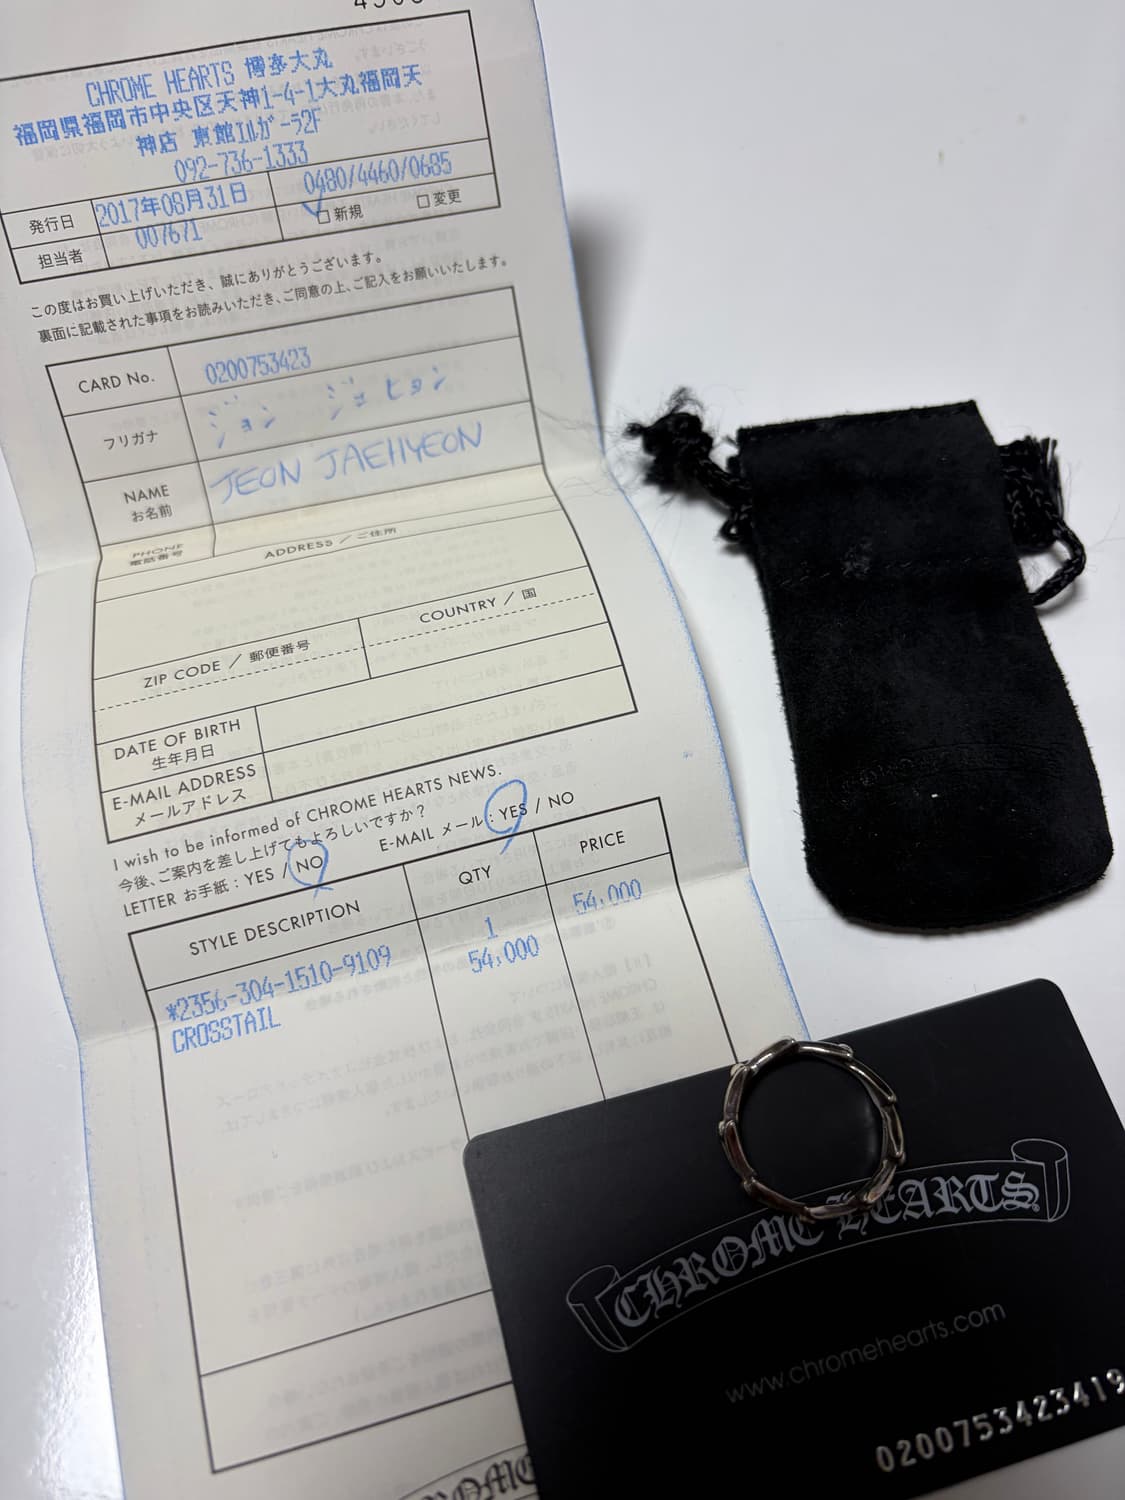 CHROME HEARTS 博多大丸
福岡県福岡市中央区天神1-4-1大丸福岡天
神店 東館ｴﾙｶﾞｰﾗ2F
092-736-1333
発行日 2017年08月31日 0480/4460/0685
担当者 007671 □ 新規 □ 変更
この度はお買い上げいただき、誠にありがとうございます。
裏面に記載された事項をお読みいただき、ご同意の上、ご記入をお願いいたします。
CARD No. 0200753423
フリガナ ジョン ジェヒョン
NAME お名前 JEON JAEHYEON
PHONE 電話番号
ADDRESS / ご住所
ZIP CODE / 郵便番号 COUNTRY / 国
DATE OF BIRTH
生年月日
E-MAIL ADDRESS
メールアドレス
I wish to be informed of CHROME HEARTS NEWS.
今後、ご案内を差し上げてもよろしいですか？
LETTER お手紙 : YES / NO E-MAIL メール : YES / NO
STYLE DESCRIPTION QTY PRICE
*2356-304-1510-9109 1 54,000
CROSSTAIL 54,000
CHROME HEARTS
www.chromehearts.com
0200753423419